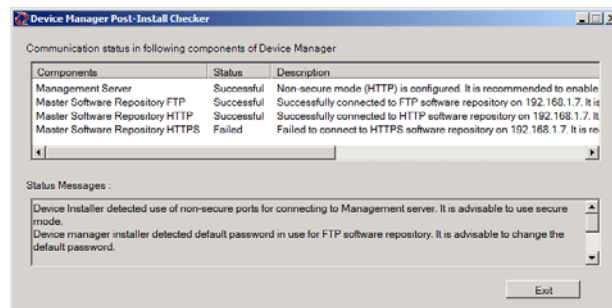 Device Manager Post-Install Checker
Communication status in following components of Device Manager
Components Status Description
Management Server Successful Non-secure mode (HTTP) is configured. It is recommended to enable
Master Software Repository FTP Successful Successfully connected to FTP software repository on 192.168.1.7. It is
Master Software Repository HTTP Successful Successfully connected to HTTP software repository on 192.168.1.7. It
Master Software Repository HTTPS Failed Failed to connect to HTTPS software repository on 192.168.1.7. It is re
Status Messages :
Device Installer detected use of non-secure ports for connecting to Management server. It is advisable to use secure
mode.
Device manager installer detected default password in use for FTP software repository. It is advisable to change the
default password.
Exit